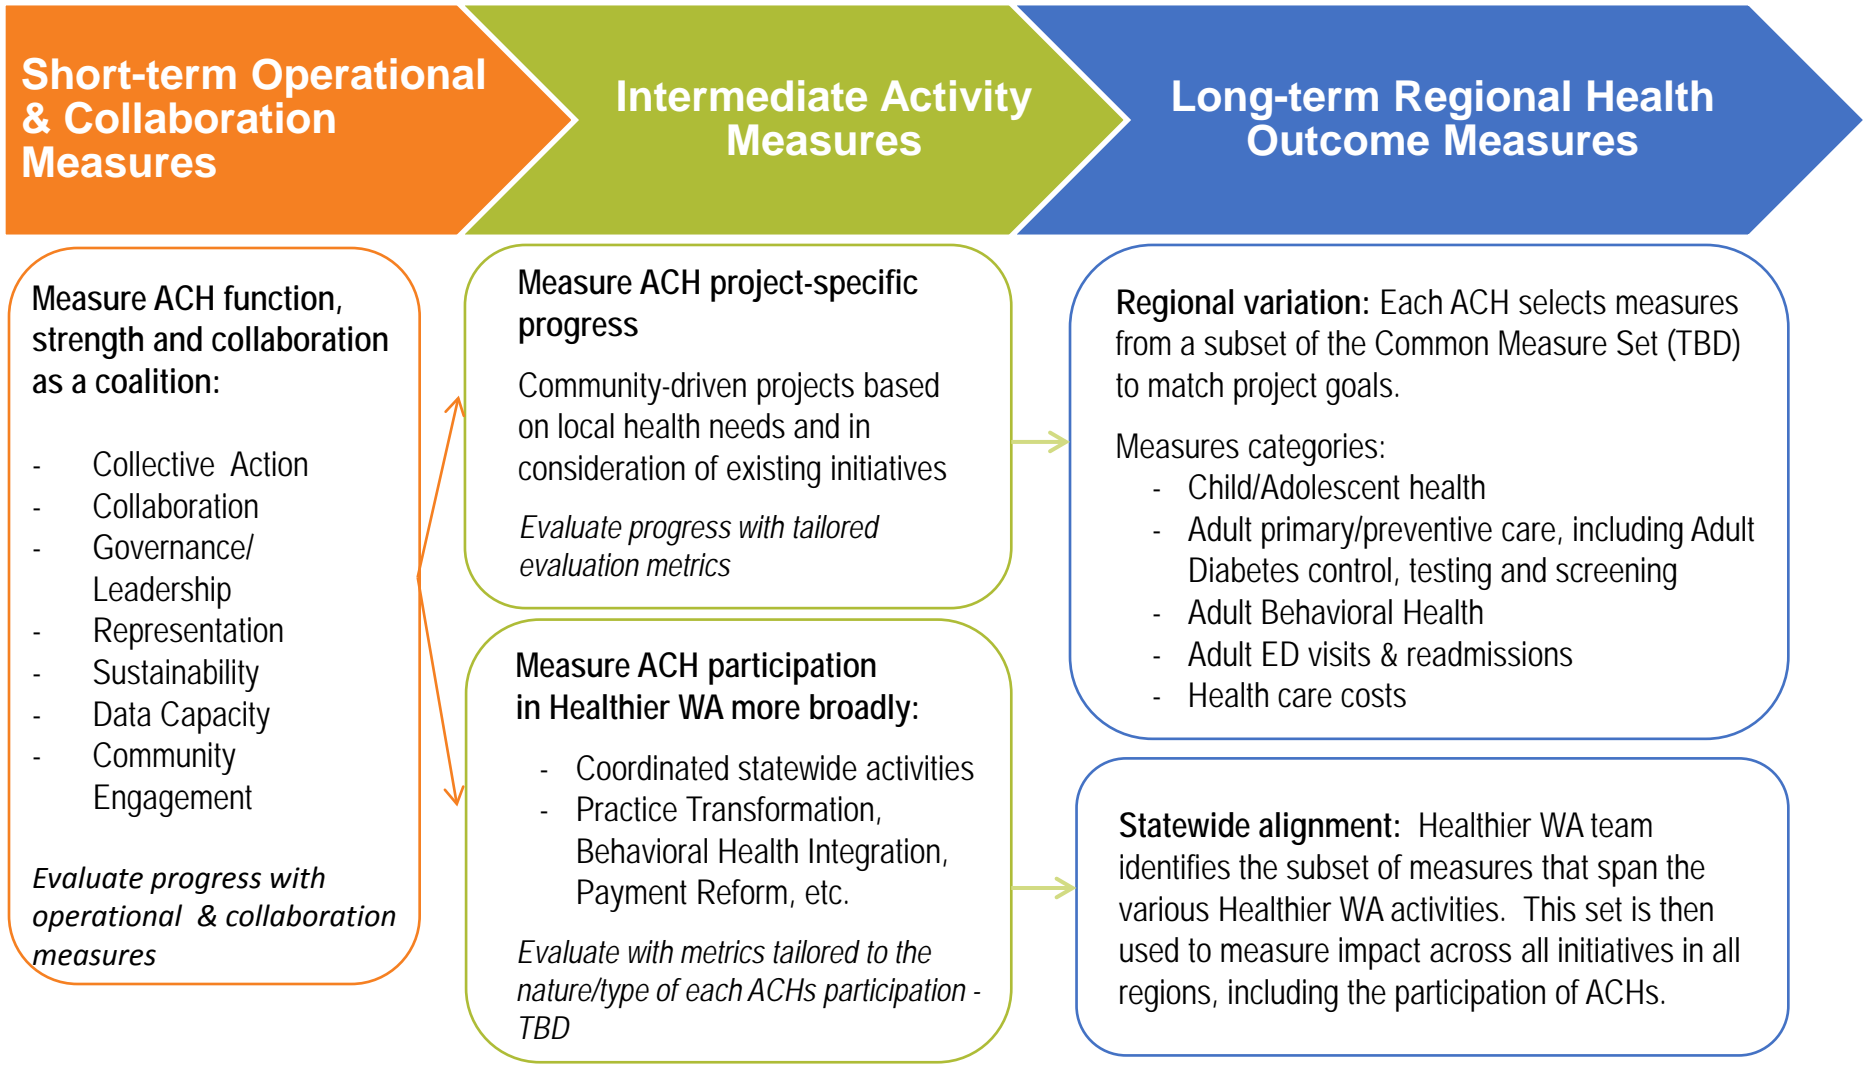 Short-term Operational
& Collaboration
Measures
Intermediate Activity
Measures
Long-term Regional Health
Outcome Measures
Measure ACH function,
strength and collaboration
as a coalition:
- Collective Action
- Collaboration
- Governance/
Leadership
- Representation
- Sustainability
- Data Capacity
- Community
Engagement
Evaluate progress with
operational & collaboration
measures
Measure ACH project-specific
progress
Community-driven projects based
on local health needs and in
consideration of existing initiatives
Evaluate progress with tailored
evaluation metrics
Measure ACH participation
in Healthier WA more broadly:
- Coordinated statewide activities
- Practice Transformation,
Behavioral Health Integration,
Payment Reform, etc.
Evaluate with metrics tailored to the
nature/type of each ACHs participation -
TBD
Regional variation: Each ACH selects measures
from a subset of the Common Measure Set (TBD)
to match project goals.
Measures categories:
- Child/Adolescent health
- Adult primary/preventive care, including Adult
Diabetes control, testing and screening
- Adult Behavioral Health
- Adult ED visits & readmissions
- Health care costs
Statewide alignment: Healthier WA team
identifies the subset of measures that span the
various Healthier WA activities. This set is then
used to measure impact across all initiatives in all
regions, including the participation of ACHs.